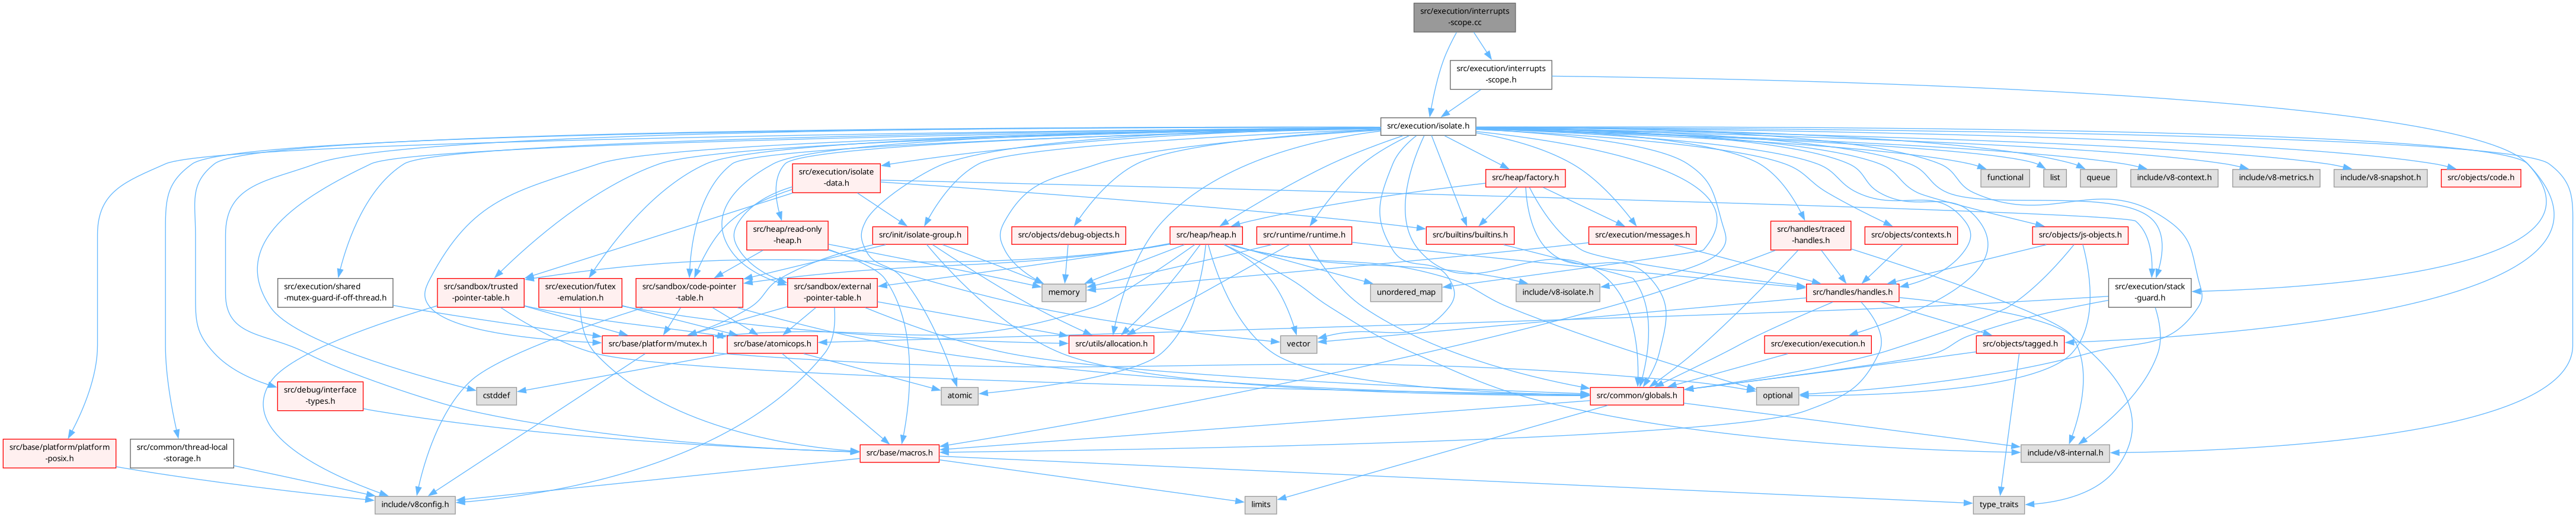 src/execution/interrupts
-scope.cc
src/execution/interrupts
-scope.h
src/execution/isolate.h
src/execution/isolate
-data.h
src/heap/factory.h
functional
list
queue
include/v8-context.h
include/v8-metrics.h
include/v8-snapshot.h
src/objects/code.h
src/heap/read-only
-heap.h
src/init/isolate-group.h
src/objects/debug-objects.h
src/heap/heap.h
src/runtime/runtime.h
src/builtins/builtins.h
src/execution/messages.h
src/handles/traced
-handles.h
src/objects/contexts.h
src/objects/js-objects.h
src/execution/shared
-mutex-guard-if-off-thread.h
src/sandbox/trusted
-pointer-table.h
src/execution/futex
-emulation.h
src/sandbox/code-pointer
-table.h
src/sandbox/external
-pointer-table.h
memory
unordered_map
include/v8-isolate.h
src/handles/handles.h
src/execution/stack
-guard.h
src/base/platform/mutex.h
src/base/atomicops.h
src/utils/allocation.h
vector
src/execution/execution.h
src/objects/tagged.h
src/debug/interface
-types.h
cstddef
atomic
src/common/globals.h
optional
src/base/platform/platform
-posix.h
src/common/thread-local
-storage.h
src/base/macros.h
include/v8-internal.h
include/v8config.h
limits
type_traits